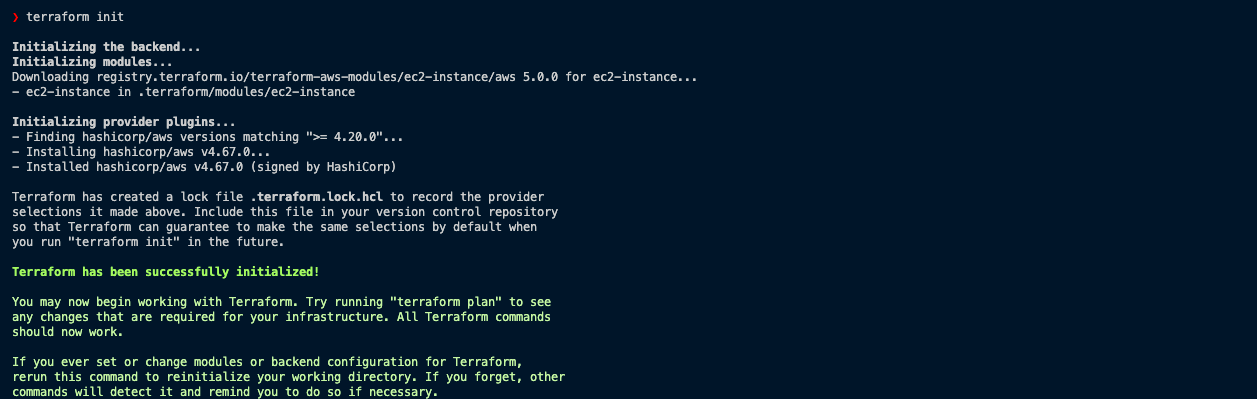 ❯ terraform init
Initializing the backend...
Initializing modules...
Downloading registry.terraform.io/terraform-aws-modules/ec2-instance/aws 5.0.0 for ec2-instance...
- ec2-instance in .terraform/modules/ec2-instance
Initializing provider plugins...
- Finding hashicorp/aws versions matching ">= 4.20.0"...
- Installing hashicorp/aws v4.67.0...
- Installed hashicorp/aws v4.67.0 (signed by HashiCorp)
Terraform has created a lock file .terraform.lock.hcl to record the provider
selections it made above. Include this file in your version control repository
so that Terraform can guarantee to make the same selections by default when
you run "terraform init" in the future.
Terraform has been successfully initialized!
You may now begin working with Terraform. Try running "terraform plan" to see
any changes that are required for your infrastructure. All Terraform commands
should now work.
If you ever set or change modules or backend configuration for Terraform,
rerun this command to reinitialize your working directory. If you forget, other
commands will detect it and remind you to do so if necessary.